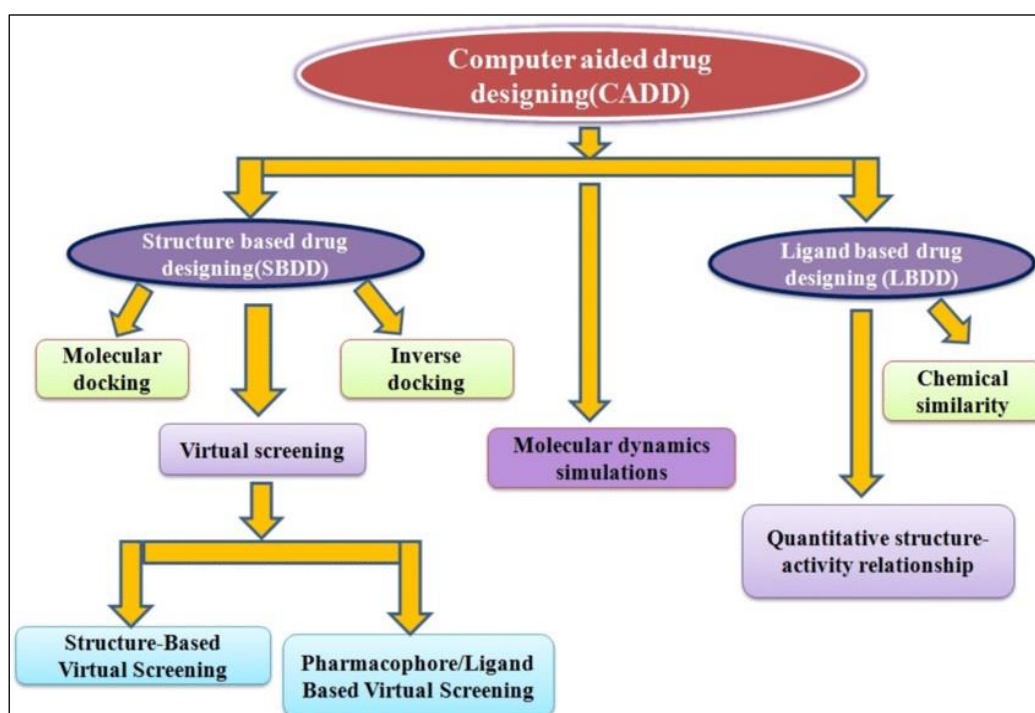 Computer aided drug
designing(CADD)
Structure based drug
designing(SBDD)
Ligand based drug
designing (LBDD)
Molecular
docking
Inverse
docking
Chemical
similarity
Virtual screening
Molecular dynamics
simulations
Quantitative structure-
activity relationship
Structure-Based
Virtual Screening
Pharmacophore/Ligand
Based Virtual Screening